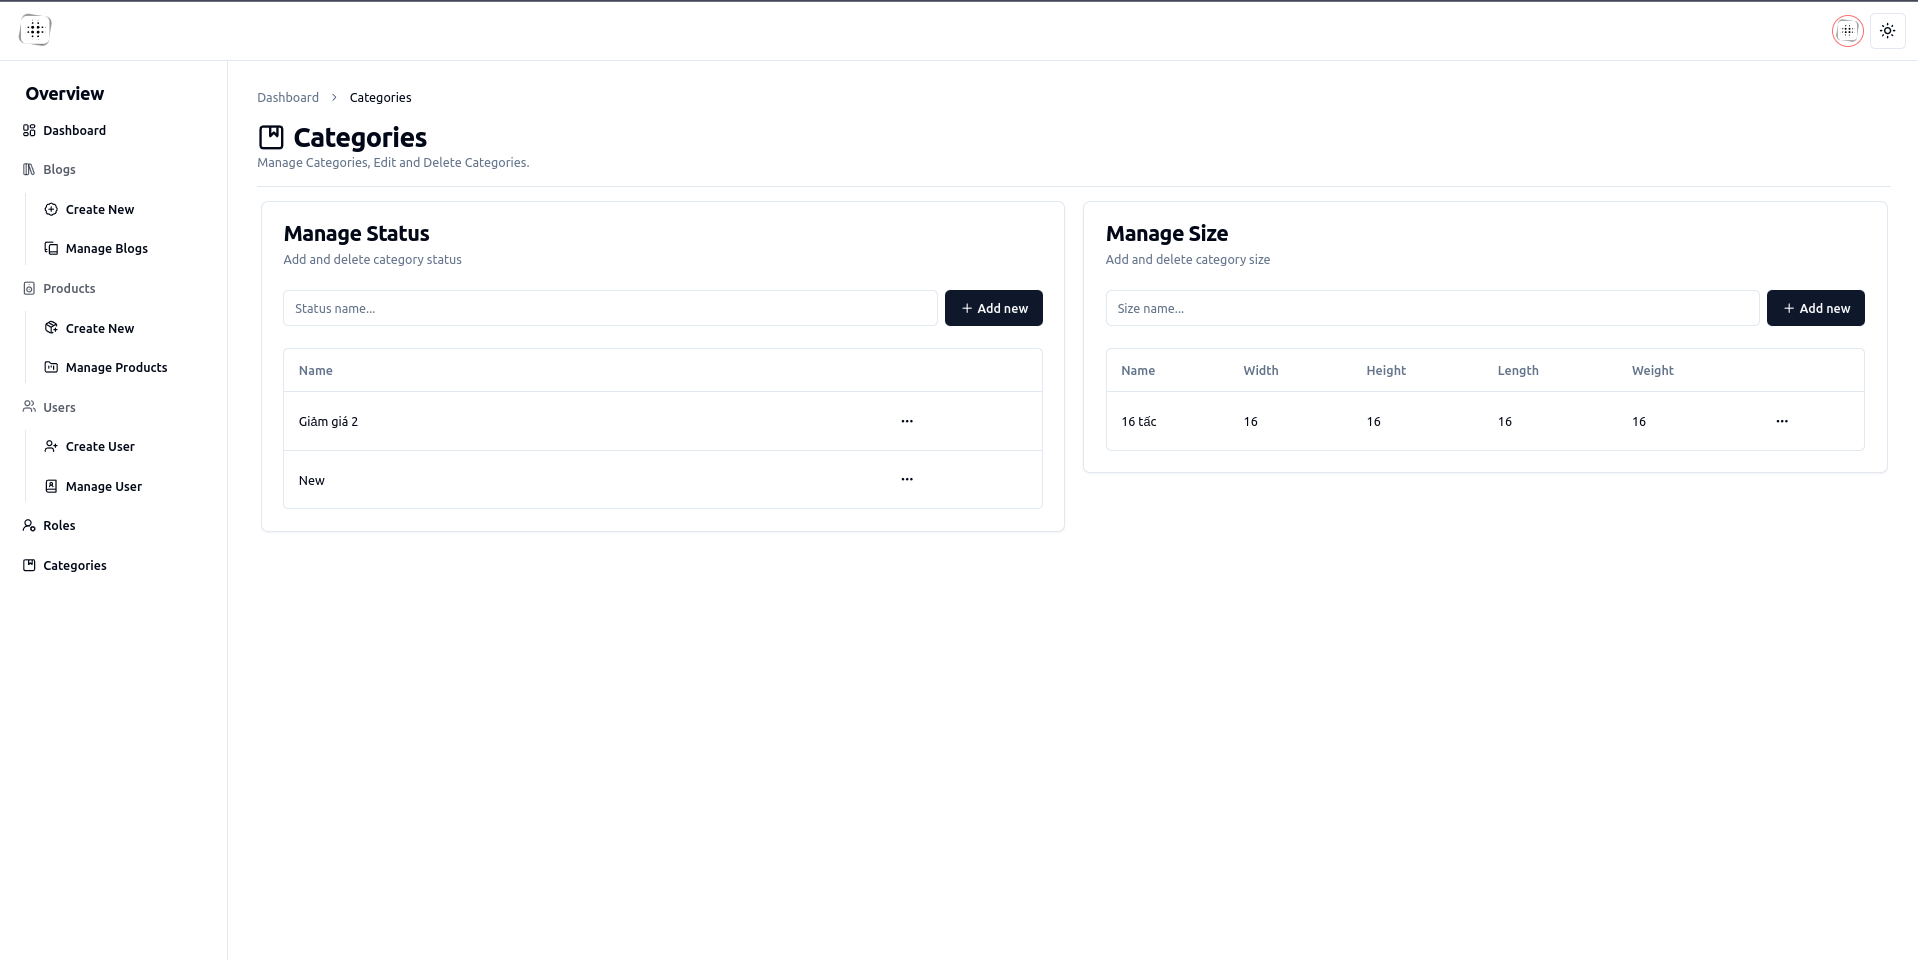 Overview
Dashboard
Blogs
Create New
Manage Blogs
Products
Create New
Manage Products
Users
Create User
Manage User
Roles
Categories
Dashboard > Categories
Categories
Manage Categories, Edit and Delete Categories.
Manage Status
Add and delete category status
Status name...
+ Add new
Name
Giảm giá 2
New
Manage Size
Add and delete category size
Size name...
+ Add new
Name Width Height Length Weight
16 tấc 16 16 16 16